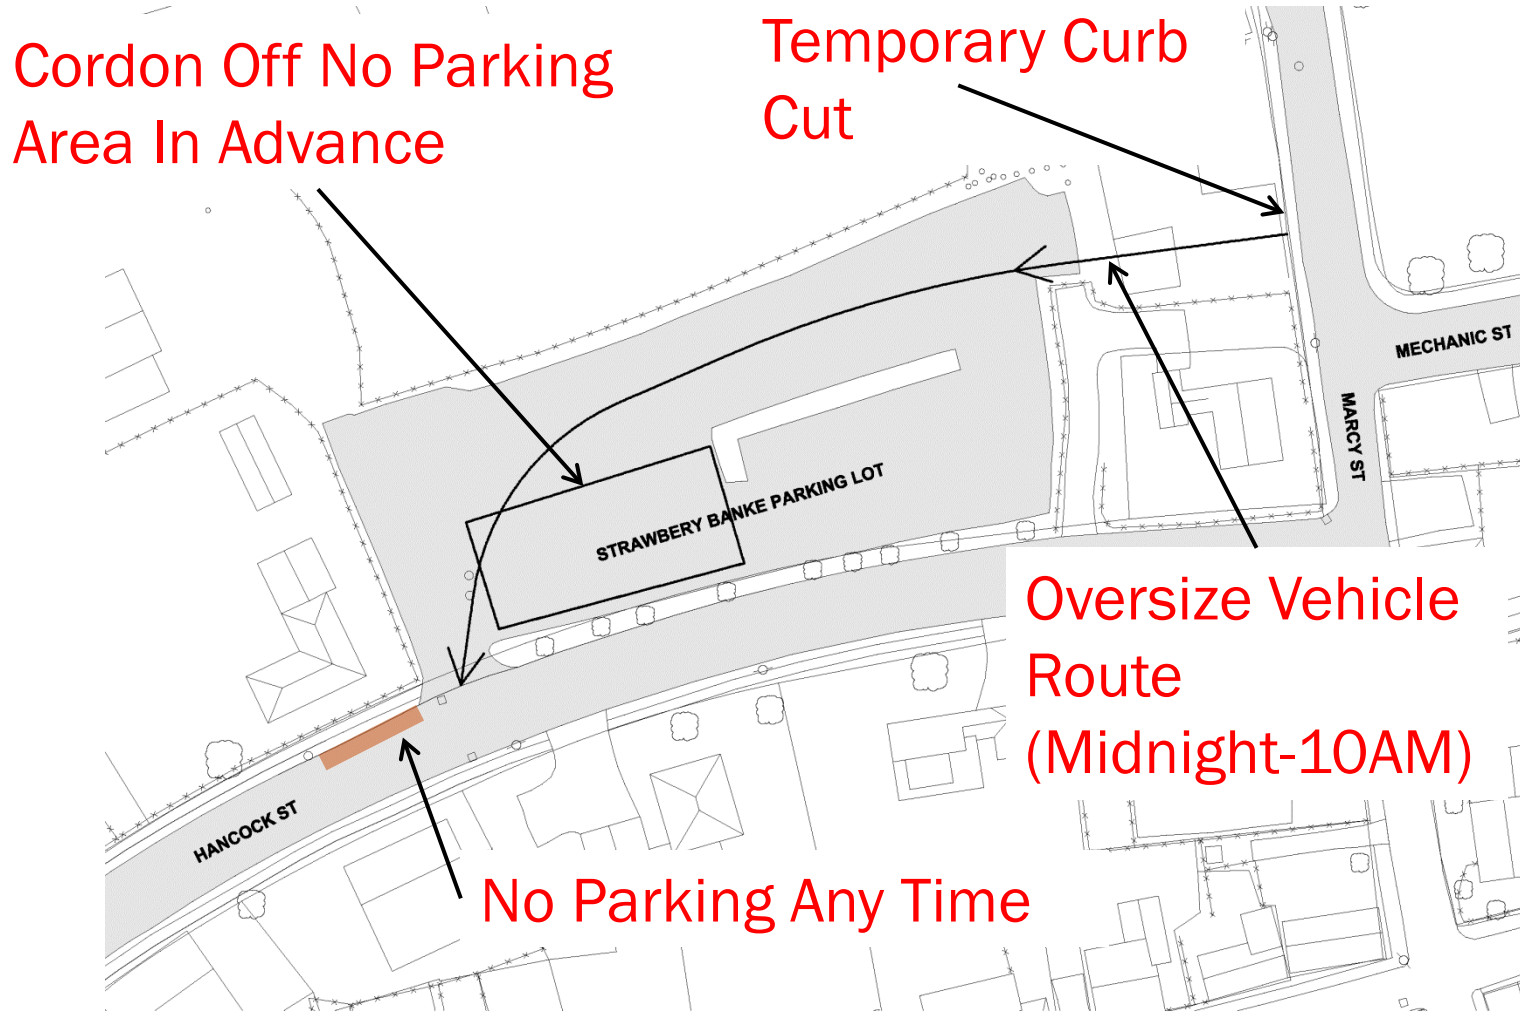 Cordon Off No Parking
Area In Advance
Temporary Curb
Cut
MECHANIC ST
MARCY ST
STRAWBERY BANKE PARKING LOT
Oversize Vehicle
Route
(Midnight-10AM)
HANCOCK ST
No Parking Any Time